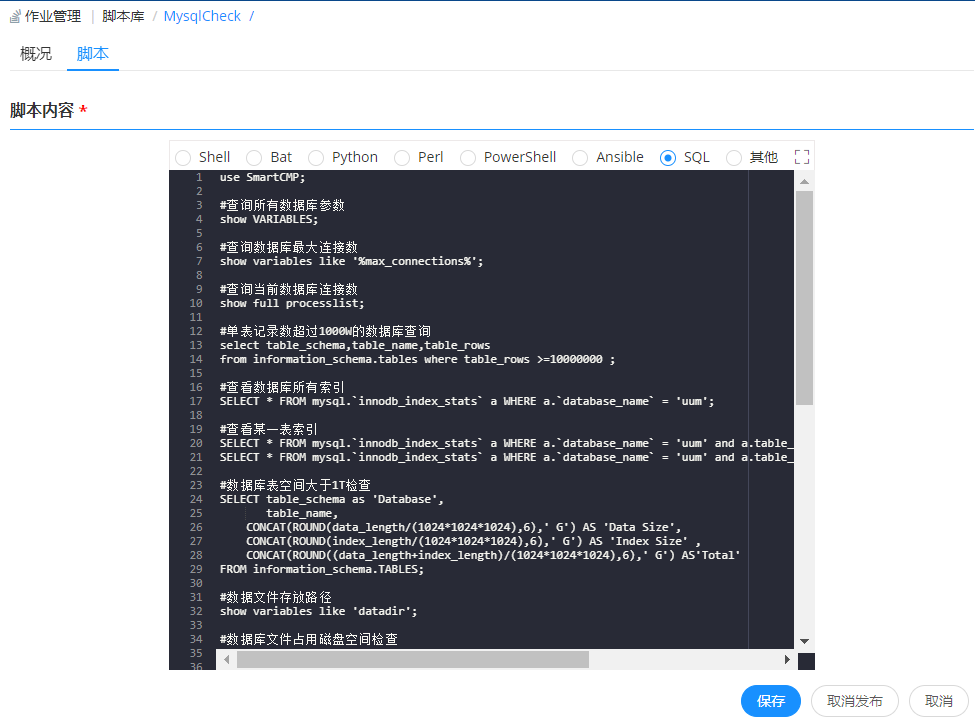 作业管理 | 脚本库 / MysqlCheck /
概况 脚本
脚本内容 *
Shell Bat Python Perl PowerShell Ansible SQL 其他
1 use SmartCMP;
2
3 #查询所有数据库参数
4 show VARIABLES;
5
6 #查询数据库最大连接数
7 show variables like '%max_connections%';
8
9 #查询当前数据库连接数
10 show full processlist;
11
12 #单表记录数超过1000W的数据库查询
13 select table_schema,table_name,table_rows
14 from information_schema.tables where table_rows >=10000000 ;
15
16 #查看数据库所有索引
17 SELECT * FROM mysql.`innodb_index_stats` a WHERE a.`database_name` = 'uum';
18
19 #查看某一表索引
20 SELECT * FROM mysql.`innodb_index_stats` a WHERE a.`database_name` = 'uum' and a.table_
21 SELECT * FROM mysql.`innodb_index_stats` a WHERE a.`database_name` = 'uum' and a.table_
22
23 #数据库表空间大于1T检查
24 SELECT table_schema as 'Database',
25 table_name,
26 CONCAT(ROUND(data_length/(1024*1024*1024),6),' G') AS 'Data Size',
27 CONCAT(ROUND(index_length/(1024*1024*1024),6),' G') AS 'Index Size' ,
28 CONCAT(ROUND((data_length+index_length)/(1024*1024*1024),6),' G') AS'Total'
29 FROM information_schema.TABLES;
30
31 #数据文件存放路径
32 show variables like 'datadir';
33
34 #数据库文件占用磁盘空间检查
35
36
保存 取消发布 取消